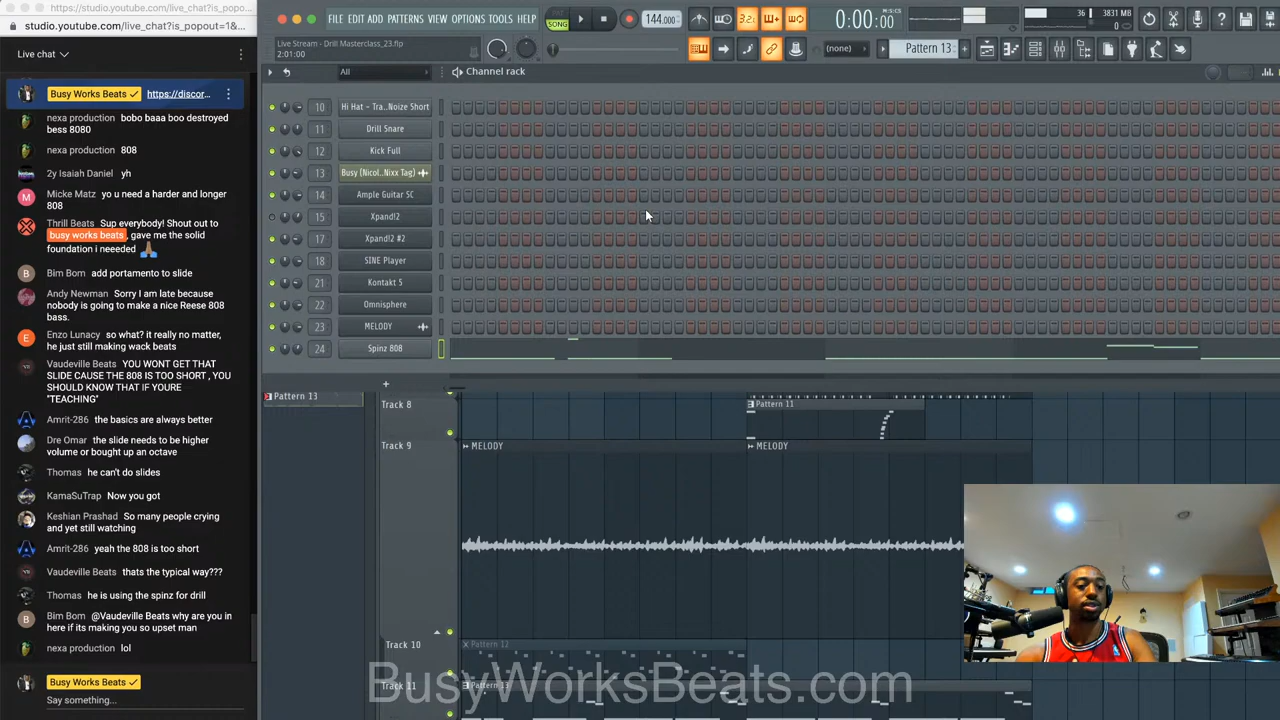 https://studio.youtube.com/live_chat?is_popo...
studio.youtube.com/live_chat?is_popout=1&...
Live chat
Busy Works Beats https://discor...
nexa production bobo baaa boo destroyed
bess 8080
nexa production 808
2y Isaiah Daniel yh
Micke Matz yo u need a harder and longer
808
Thrill Beats Sup everybody! Shout out to
busy works beats, gave me the solid
foundation i neeeded
Bim Bom add portamento to slide
Andy Newman Sorry I am late because
nobody is going to make a nice Reese 808
bass.
Enzo Lunacy so what? it really no matter,
he just still making wack beats
Vaudeville Beats YOU WONT GET THAT
SLIDE CAUSE THE 808 IS TOO SHORT , YOU
SHOULD KNOW THAT IF YOURE
"TEACHING"
Amrit-286 the basics are always better
Dre Omar the slide needs to be higher
volume or bought up an octave
Thomas he can't do slides
KamaSuTrap Now you got
Keshian Prashad So many people crying
and yet still watching
Amrit-286 yeah the 808 is too short
Vaudeville Beats thats the typical way???
Thomas he is using the spinz for drill
Bim Bom @Vaudeville Beats why are you in
here if its making you so upset man
nexa production lol
Busy Works Beats
Say something...
FILE EDIT ADD PATTERNS VIEW OPTIONS TOOLS HELP
PAT
SONG
144.000
0:00:00
M:S:CS
36 3831 MB
0
Live Stream - Drill Masterclass_23.flp
2:01:00
(none)
Pattern 13
All
Channel rack
10 Hi Hat - Tra..Noize Short
11 Drill Snare
12 Kick Full
13 Busy (Nicol..Nixx Tag)
14 Ample Guitar SC
15 Xpand!2
17 Xpand!2 #2
18 SINE Player
21 Kontakt 5
22 Omnisphere
23 MELODY
24 Spinz 808
+
Pattern 13
Track 8
Pattern 11
Track 9
MELODY
MELODY
Track 10
Pattern 12
Track 11
Pattern 13
BusyWorksBeats.com